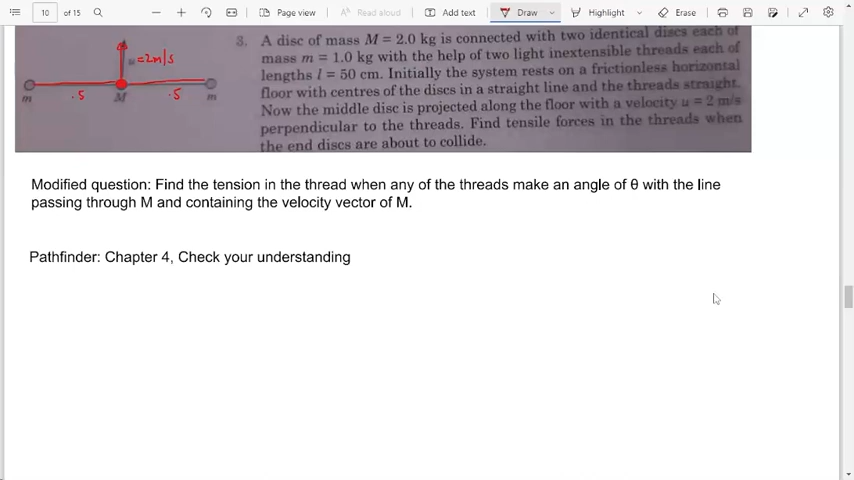 10 of 15 Page view Read aloud Add text Draw Highlight Erase
3. A disc of mass M = 2.0 kg is connected with two identical discs each of
mass m = 1.0 kg with the help of two light inextensible threads each of
lengths l = 50 cm. Initially the system rests on a frictionless horizontal
floor with centres of the discs in a straight line and the threads straight.
Now the middle disc is projected along the floor with a velocity u = 2 m/s
perpendicular to the threads. Find tensile forces in the threads when
the end discs are about to collide.
u=2m/s
.5 .5
m M m
Modified question: Find the tension in the thread when any of the threads make an angle of θ with the line
passing through M and containing the velocity vector of M.
Pathfinder: Chapter 4, Check your understanding